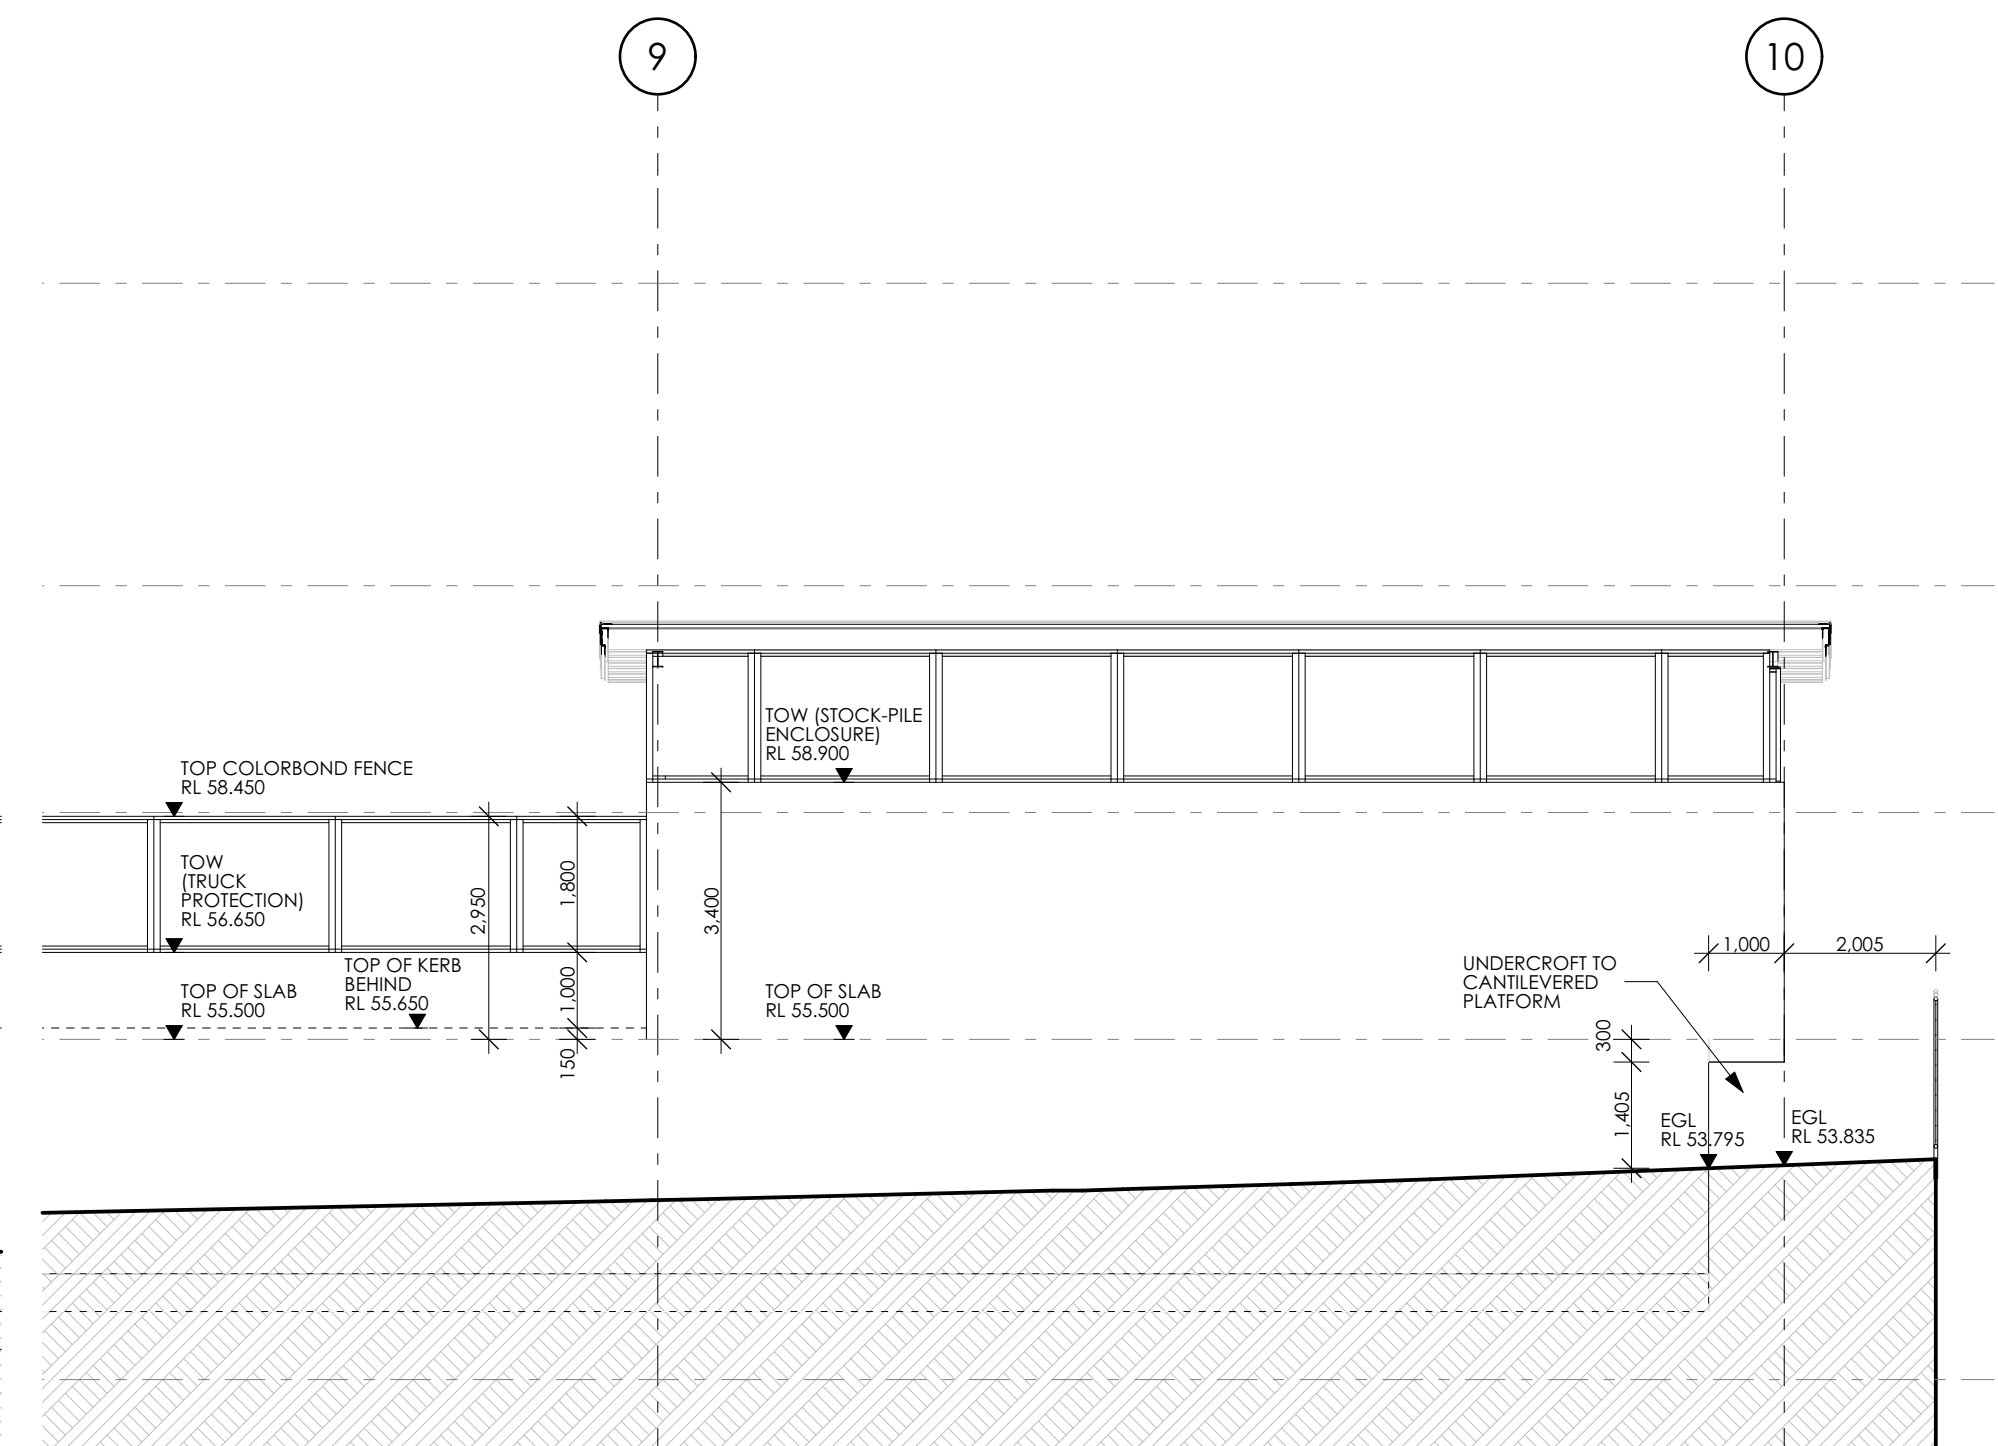 9
10
TOW (STOCK-PILE
ENCLOSURE)
RL 58.900
TOP COLORBOND FENCE
RL 58.450
TOW
(TRUCK
PROTECTION)
RL 56.650
2,950
1,800
3,400
TOP OF KERB
BEHIND
RL 55.650
1,000
TOP OF SLAB
RL 55.500
TOP OF SLAB
RL 55.500
150
1,000
2,005
UNDERCROFT TO
CANTILEVERED
PLATFORM
300
1,405
EGL
RL 53.795
EGL
RL 53.835